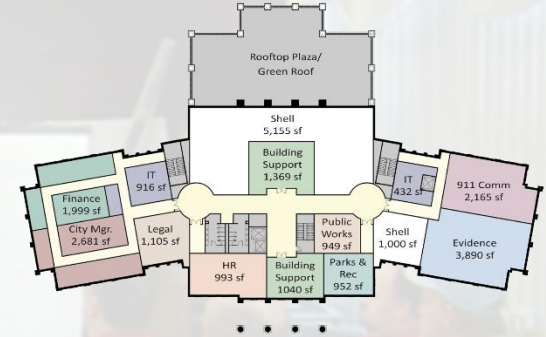 Rooftop Plaza/
Green Roof
Shell
5,155 sf
Building
Support
1,369 sf
IT
916 sf
IT
432 sf
911 Comm
2,165 sf
Finance
1,999 sf
City Mgr.
2,681 sf
Legal
1,105 sf
Public
Works
949 sf
Shell
1,000 sf
Evidence
3,890 sf
HR
993 sf
Building
Support
1040 sf
Parks &
Rec
952 sf